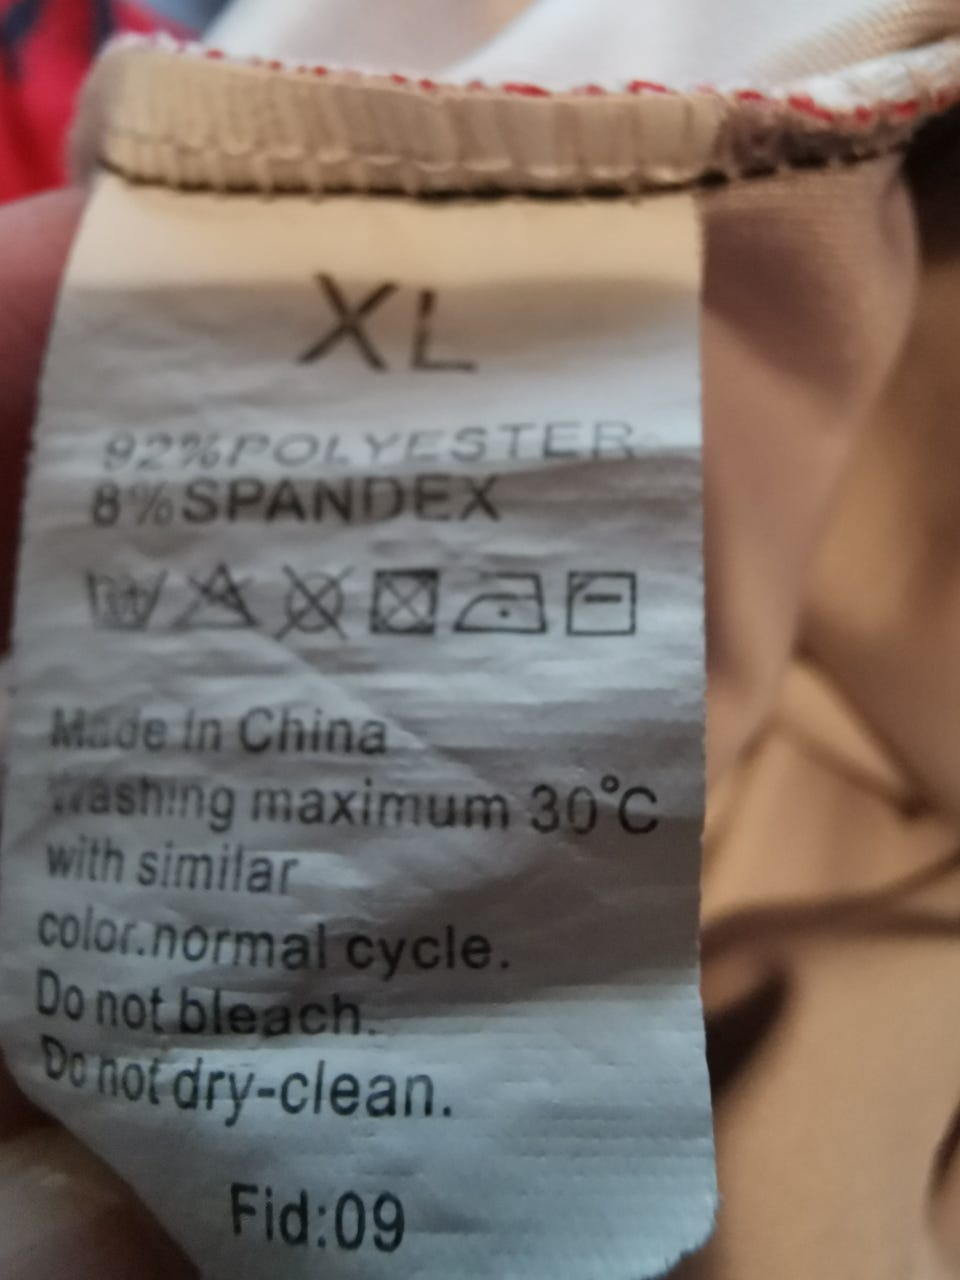 XL
92%POLYESTER
8%SPANDEX
Made in China
Washing maximum 30°C
with similar
color.normal cycle.
Do not bleach.
Do not dry-clean.
Fid:09